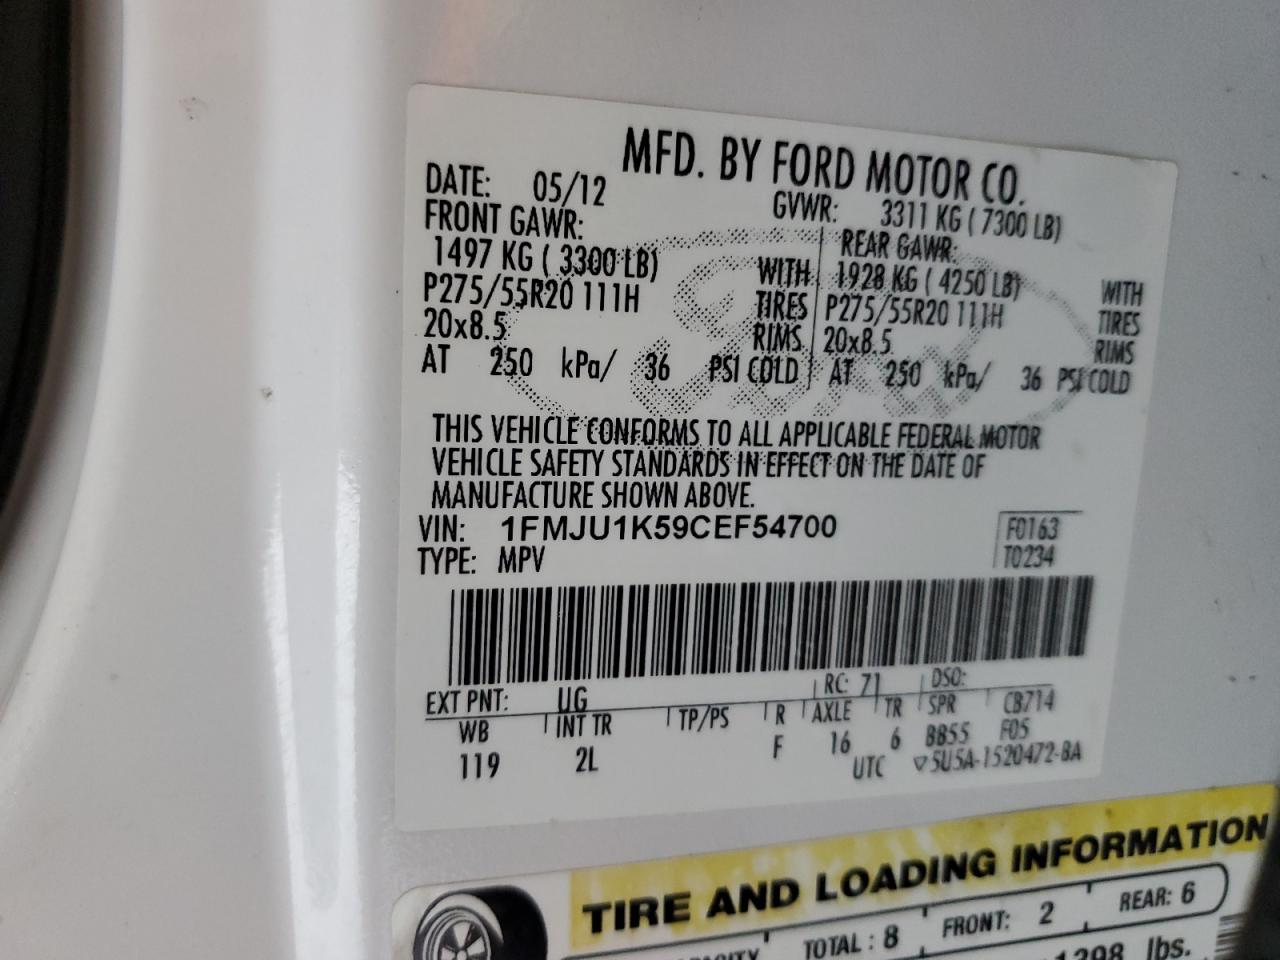 MFD. BY FORD MOTOR CO.
DATE: 05/12 GVWR: 3311 KG ( 7300 LB)
FRONT GAWR: REAR GAWR:
1497 KG ( 3300 LB) WITH 1928 KG ( 4250 LB) WITH
P275/55R20 111H TIRES P275/55R20 111H TIRES
20x8.5 RIMS 20x8.5 RIMS
AT 250 kPa/ 36 PSI COLD AT 250 kPa/ 36 PSI COLD
THIS VEHICLE CONFORMS TO ALL APPLICABLE FEDERAL MOTOR
VEHICLE SAFETY STANDARDS IN EFFECT ON THE DATE OF
MANUFACTURE SHOWN ABOVE.
VIN: 1FMJU1K59CEF54700 F0163
TYPE: MPV T0234
EXT PNT: UG RC: 71 DSO:
WB INT TR TP/PS R AXLE TR SPR CB714
119 2L F 16 6 BB55 F05
UTC ▽5U5A-1520472-BA
TIRE AND LOADING INFORMATION
TOTAL : 8 FRONT: 2 REAR: 6
lbs.